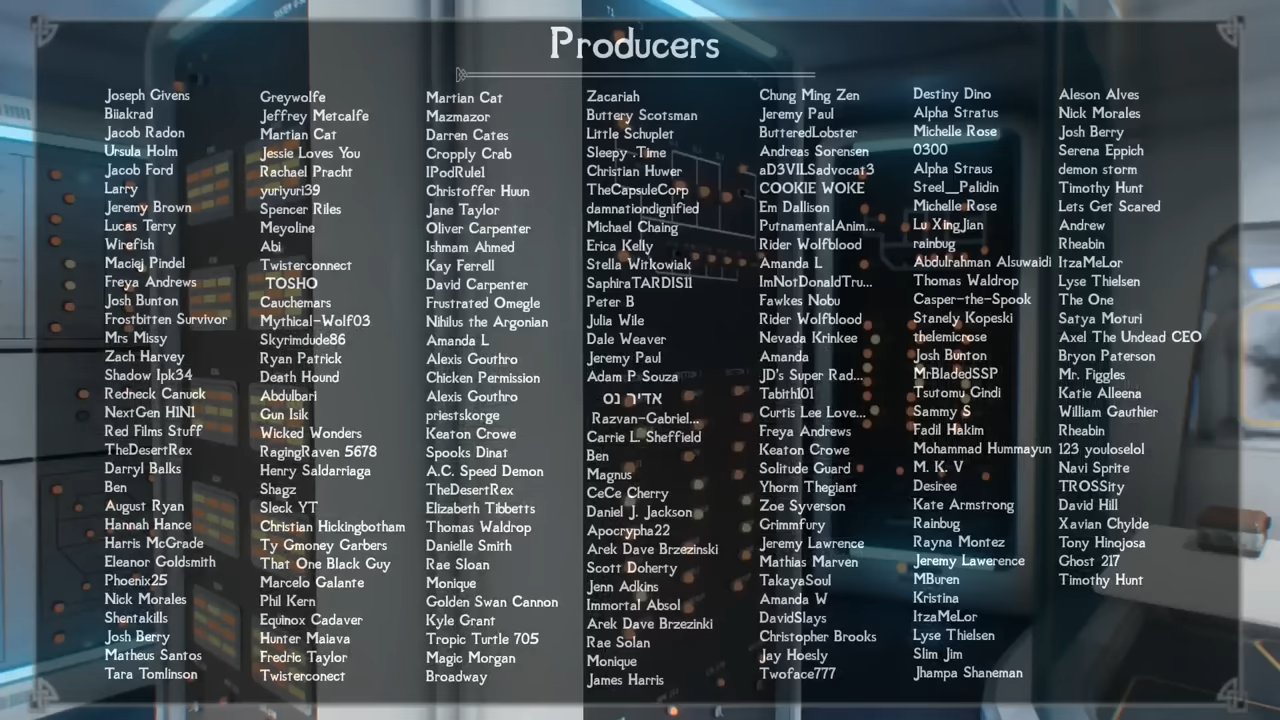 Producers
Joseph Givens
Biiakrad
Jacob Radon
Ursula Holm
Jacob Ford
Larry
Jeremy Brown
Lucas Terry
Wirefish
Maciej Pindel
Freya Andrews
Josh Bunton
Frostbitten Survivor
Mrs Missy
Zach Harvey
Shadow Ipk34
Redneck Canuck
NextGen H1N1
Red Films Stuff
TheDesertRex
Darryl Balks
Ben
August Ryan
Hannah Hance
Harris McGrade
Eleanor Goldsmith
Phoenix25
Nick Morales
Shentakills
Josh Berry
Matheus Santos
Tara Tomlinson
Greywolfe
Jeffrey Metcalfe
Martian Cat
Jessie Loves You
Rachael Pracht
yuriyuri39
Spencer Riles
Meyoline
Abi
Twisterconnect
TOSHO
Cauchemars
Mythical-Wolf03
Skyrimdude86
Ryan Patrick
Death Hound
Abdulbari
Gun Isik
Wicked Wonders
RagingRaven 5678
Henry Saldarriaga
Shagz
Sleck YT
Christian Hickingbotham
Ty Gmoney Garbers
That One Black Guy
Marcelo Galante
Phil Kern
Equinox Cadaver
Hunter Maiava
Fredric Taylor
Twisterconect
Martian Cat
Mazmazor
Darren Cates
Cropply Crab
IPodRule1
Christoffer Huun
Jane Taylor
Oliver Carpenter
Ishmam Ahmed
Kay Ferrell
David Carpenter
Frustrated Omegle
Nihilus the Argonian
Amanda L
Alexis Gouthro
Chicken Permission
Alexis Gouthro
priestskorge
Keaton Crowe
Spooks Dinat
A.C. Speed Demon
TheDesertRex
Elizabeth Tibbetts
Thomas Waldrop
Danielle Smith
Rae Sloan
Monique
Golden Swan Cannon
Kyle Grant
Tropic Turtle 705
Magic Morgan
Broadway
Zacariah
Buttery Scotsman
Little Schuplet
Sleepy .Time
Christian Huwer
TheCapsuleCorp
damnationdignified
Michael Chaing
Erica Kelly
Stella Witkowiak
SaphiraTARDIS11
Peter B
Julia Wile
Dale Weaver
Jeremy Paul
Adam P Souza
אדיר נס
Razvan-Gabriel...
Carrie L. Sheffield
Ben
Magnus
CeCe Cherry
Daniel J. Jackson
Apocrypha22
Arek Dave Brzezinski
Scott Doherty
Jenn Adkins
Immortal Absol
Arek Dave Brzezinki
Rae Solan
Monique
James Harris
Chung Ming Zen
Jeremy Paul
ButteredLobster
Andreas Sorensen
aD3VILSadvocat3
COOKIE WOKE
Em Dallison
PutnamentalAnim...
Rider Wolfblood
Amanda L
ImNotDonaldTru...
Fawkes Nobu
Rider Wolfblood
Nevada Krinkee
Amanda
JD's Super Rad...
Tabith101
Curtis Lee Love...
Freya Andrews
Keaton Crowe
Solitude Guard
Yhorm Thegiant
Zoe Syverson
Grimmfury
Jeremy Lawrence
Mathias Marven
TakayaSoul
Amanda W
DavidSlays
Christopher Brooks
Jay Hoesly
Twoface777
Destiny Dino
Alpha Stratus
Michelle Rose
0300
Alpha Straus
Steel__Palidin
Michelle Rose
Lu XingJian
rainbug
Abdulrahman Alsuwaidi
Thomas Waldrop
Casper-the-Spook
Stanely Kopeski
thelemicrose
Josh Bunton
MrBladedSSP
Tsutomu Gindi
Sammy S
Fadil Hakim
Mohammad Hummayun
M. K. V
Desiree
Kate Armstrong
Rainbug
Rayna Montez
Jeremy Lawerence
MBuren
Kristina
ItzaMeLor
Lyse Thielsen
Slim Jim
Jhampa Shaneman
Aleson Alves
Nick Morales
Josh Berry
Serena Eppich
demon storm
Timothy Hunt
Lets Get Scared
Andrew
Rheabin
ItzaMeLor
Lyse Thielsen
The One
Satya Moturi
Axel The Undead CEO
Bryon Paterson
Mr. Figgles
Katie Alleena
William Gauthier
Rheabin
123 youloselol
Navi Sprite
TROSSity
David Hill
Xavian Chylde
Tony Hinojosa
Ghost 217
Timothy Hunt